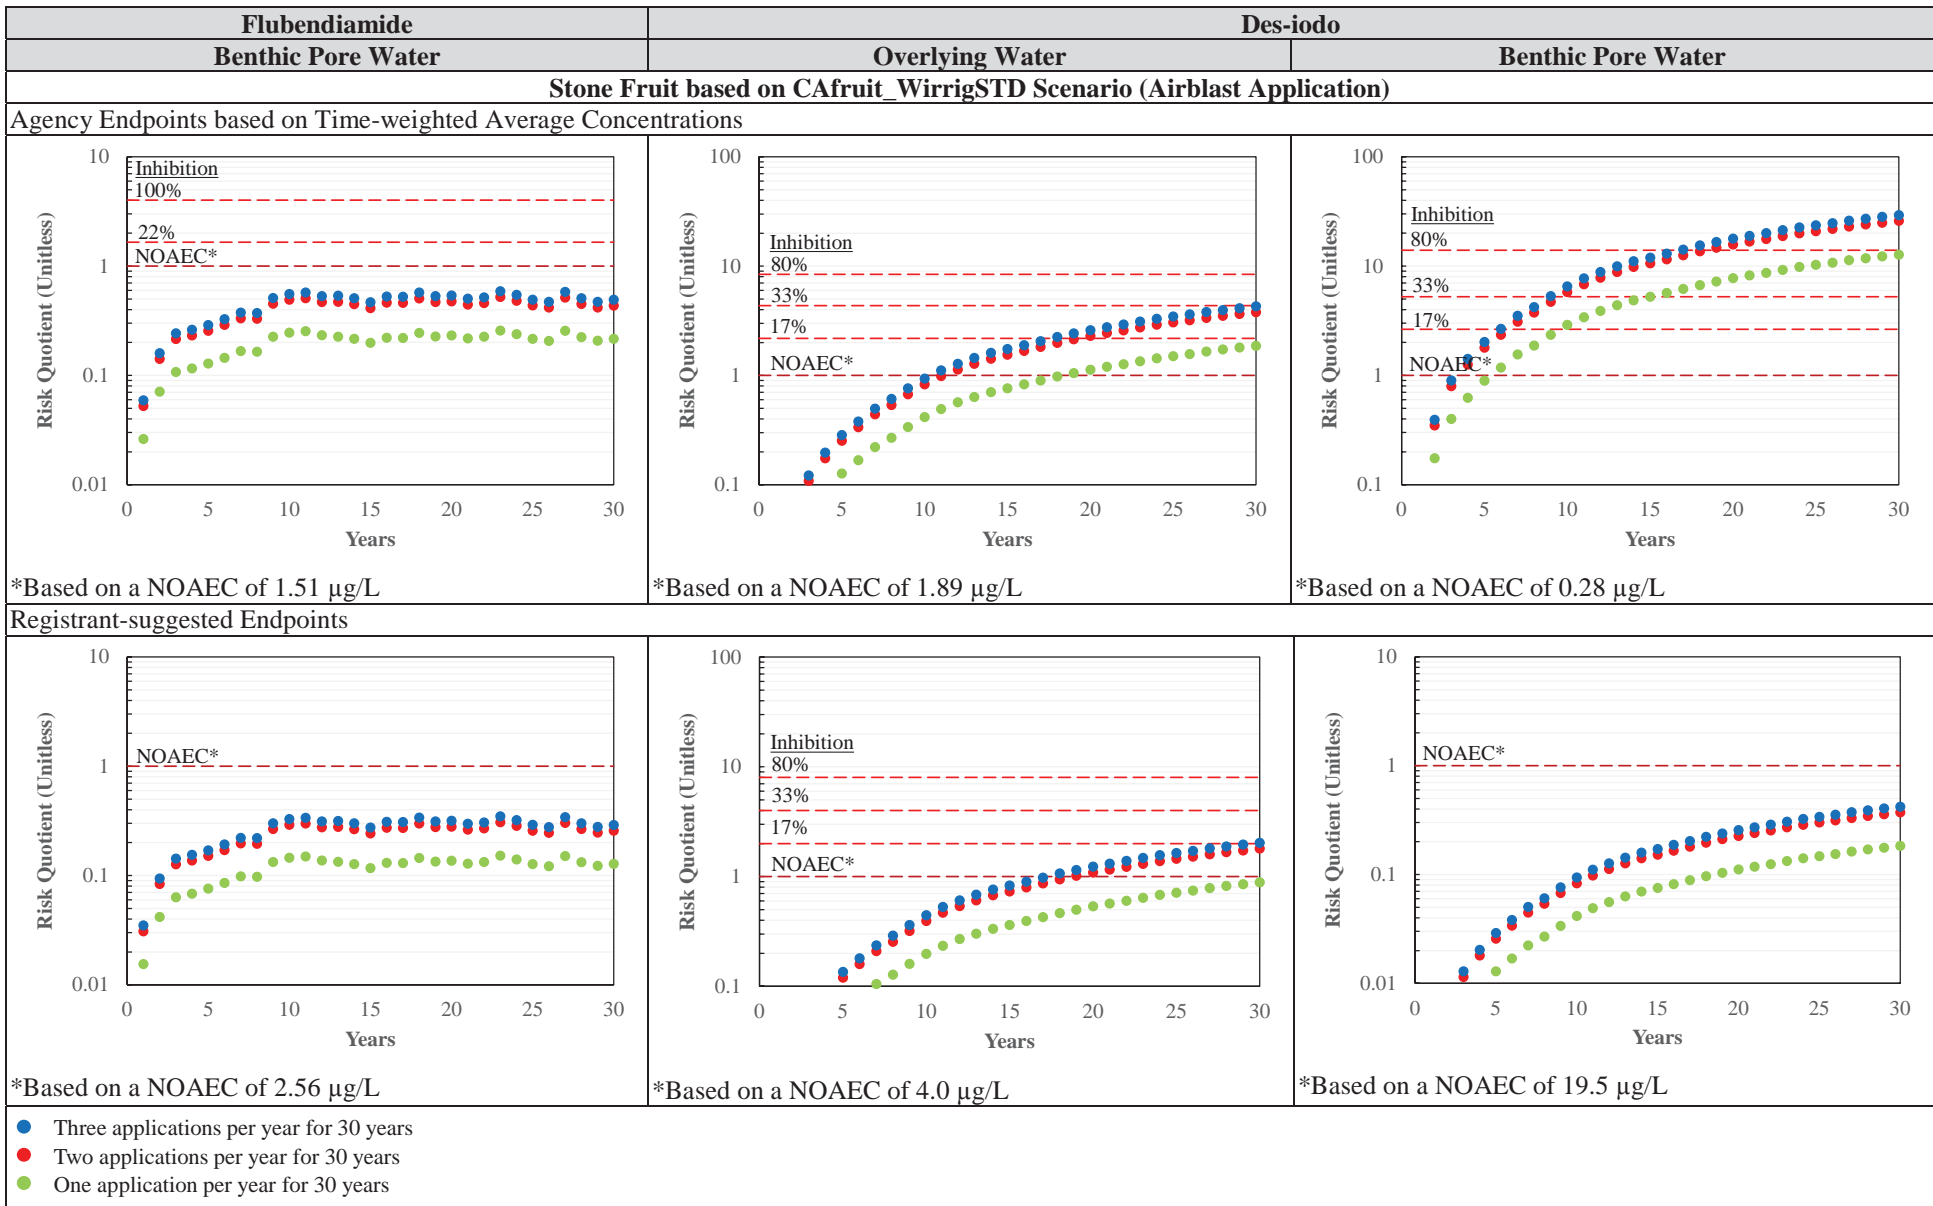 Flubendiamide Des-iodo
Benthic Pore Water Overlying Water Benthic Pore Water
Stone Fruit based on CAfruit_WirrigSTD Scenario (Airblast Application)
Agency Endpoints based on Time-weighted Average Concentrations
Risk Quotient (Unitless)
10
1
0.1
0.01
Inhibition
100%
22%
NOAEC*
0 5 10 15 20 25 30
Years
*Based on a NOAEC of 1.51 µg/L
Risk Quotient (Unitless)
100
10
1
0.1
Inhibition
80%
33%
17%
NOAEC*
0 5 10 15 20 25 30
Years
*Based on a NOAEC of 1.89 µg/L
Risk Quotient (Unitless)
100
10
1
0.1
Inhibition
80%
33%
17%
NOAEC*
0 5 10 15 20 25 30
Years
*Based on a NOAEC of 0.28 µg/L
Registrant-suggested Endpoints
Risk Quotient (Unitless)
10
1
0.1
0.01
NOAEC*
0 5 10 15 20 25 30
Years
*Based on a NOAEC of 2.56 µg/L
Risk Quotient (Unitless)
100
10
1
0.1
Inhibition
80%
33%
17%
NOAEC*
0 5 10 15 20 25 30
Years
*Based on a NOAEC of 4.0 µg/L
Risk Quotient (Unitless)
10
1
0.1
0.01
NOAEC*
0 5 10 15 20 25 30
Years
*Based on a NOAEC of 19.5 µg/L
Three applications per year for 30 years
Two applications per year for 30 years
One application per year for 30 years